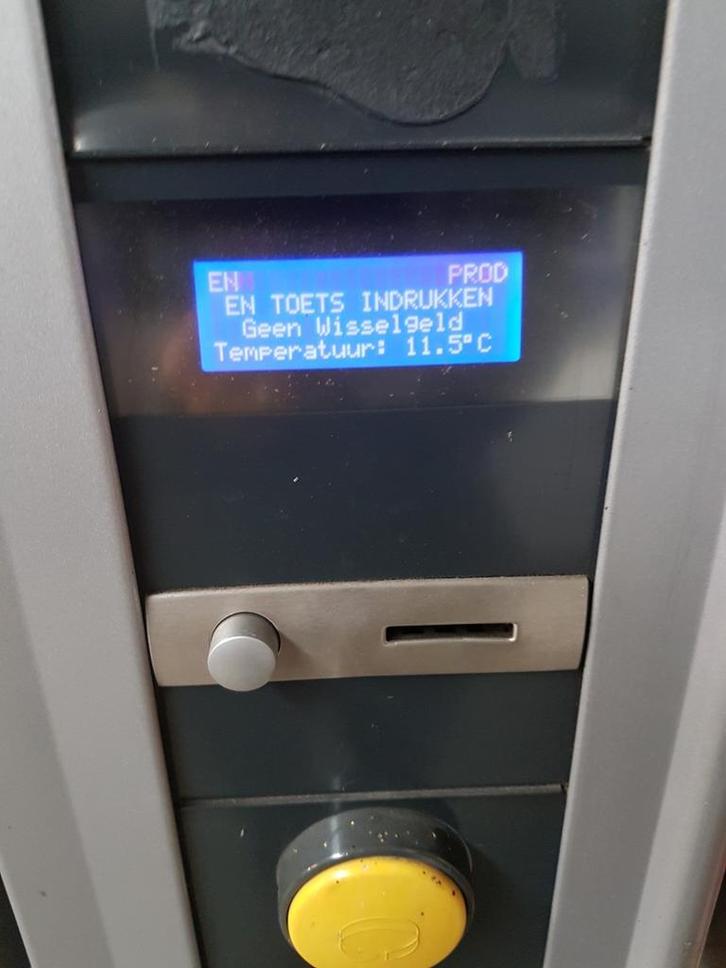 EN PROD
EN TOETS INDRUKKEN
Geen Wisselgeld
Temperatuur: 11.5°C